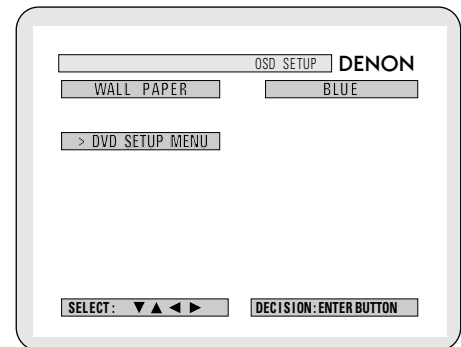 OSD SETUP DENON
WALL PAPER BLUE
> DVD SETUP MENU
SELECT: ▼ ▲ ◄ ► DECISION: ENTER BUTTON